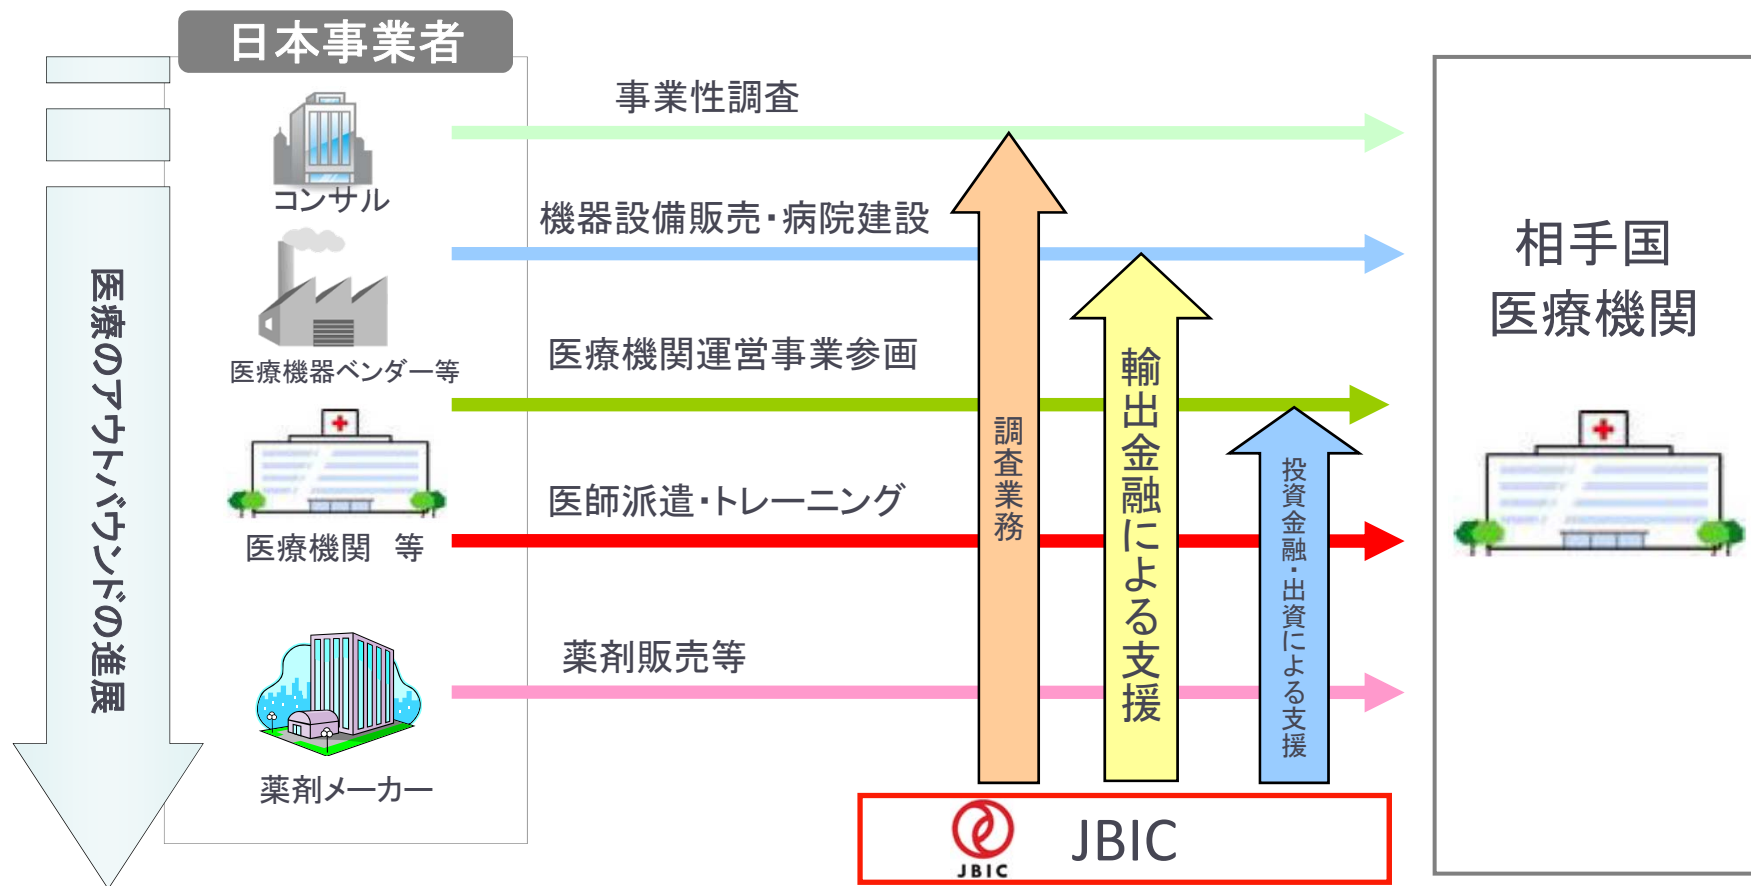 日本事業者
医療のアウトバウンドの進展
コンサル
医療機器ベンダー等
医療機関　等
薬剤メーカー
事業性調査
機器設備販売・病院建設
医療機関運営事業参画
医師派遣・トレーニング
薬剤販売等
調査業務
輸出金融による支援
投資金融・出資による支援
JBIC
JBIC
相手国
医療機関